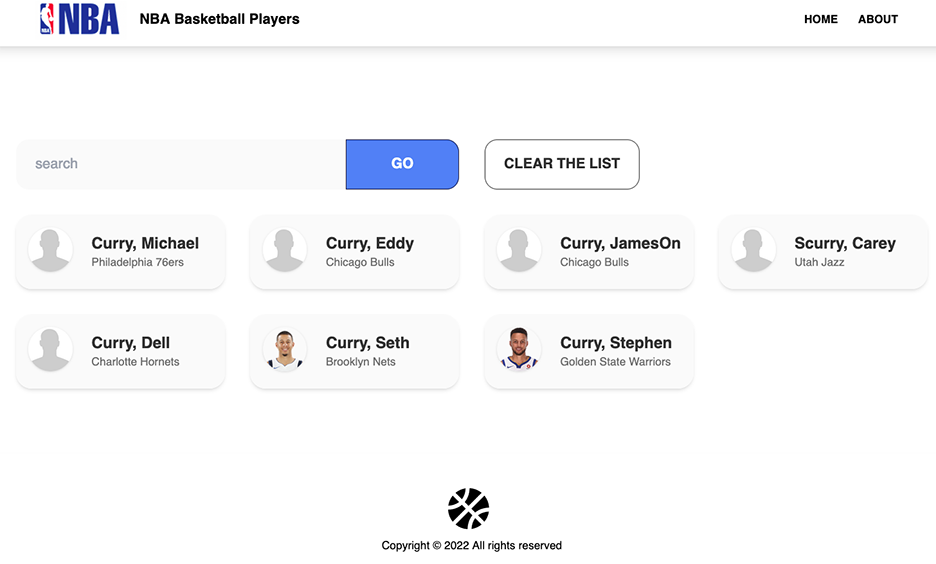 NBA NBA Basketball Players HOME ABOUT
search GO CLEAR THE LIST
Curry, Michael
Philadelphia 76ers
Curry, Eddy
Chicago Bulls
Curry, JamesOn
Chicago Bulls
Scurry, Carey
Utah Jazz
Curry, Dell
Charlotte Hornets
Curry, Seth
Brooklyn Nets
Curry, Stephen
Golden State Warriors
Copyright © 2022 All rights reserved